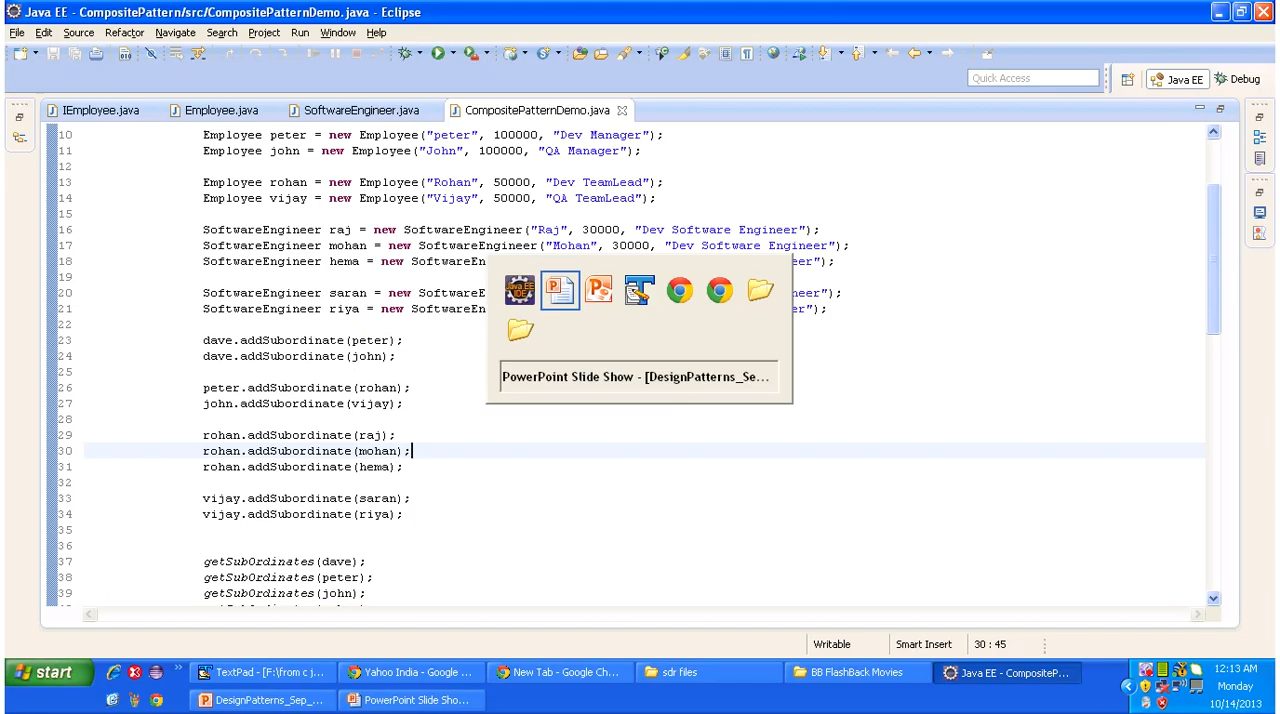 Java EE - CompositePattern/src/CompositePatternDemo.java - Eclipse
File Edit Source Refactor Navigate Search Project Run Window Help
Quick Access
Java EE
Debug
IEmployee.java
Employee.java
SoftwareEngineer.java
CompositePatternDemo.java
10 Employee peter = new Employee("peter", 100000, "Dev Manager");
11 Employee john = new Employee("John", 100000, "QA Manager");
12
13 Employee rohan = new Employee("Rohan", 50000, "Dev TeamLead");
14 Employee vijay = new Employee("Vijay", 50000, "QA TeamLead");
15
16 SoftwareEngineer raj = new SoftwareEngineer("Raj", 30000, "Dev Software Engineer");
17 SoftwareEngineer mohan = new SoftwareEngineer("Mohan", 30000, "Dev Software Engineer");
18 SoftwareEngineer hema = new SoftwareEn eer");
19
20 SoftwareEngineer saran = new SoftwareE neer");
21 SoftwareEngineer riya = new SoftwareEn eer");
22
23 dave.addSubordinate(peter);
24 dave.addSubordinate(john);
25
26 peter.addSubordinate(rohan);
27 john.addSubordinate(vijay);
28
29 rohan.addSubordinate(raj);
30 rohan.addSubordinate(mohan);
31 rohan.addSubordinate(hema);
32
33 vijay.addSubordinate(saran);
34 vijay.addSubordinate(riya);
35
36
37 getSubOrdinates(dave);
38 getSubOrdinates(peter);
39 getSubOrdinates(john);
Java EE
IDE
PowerPoint Slide Show - [DesignPatterns_Se...
Writable
Smart Insert
30 : 45
start
TextPad - [F:\from c j...
Yahoo India - Google ...
New Tab - Google Ch...
sdr files
BB FlashBack Movies
Java EE - CompositeP...
12:13 AM
Monday
10/14/2013
DesignPatterns_Sep_...
PowerPoint Slide Sho...